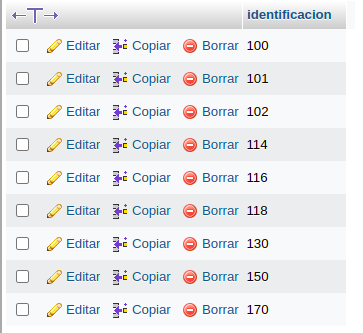 identificacion
Editar Copiar Borrar 100
Editar Copiar Borrar 101
Editar Copiar Borrar 102
Editar Copiar Borrar 114
Editar Copiar Borrar 116
Editar Copiar Borrar 118
Editar Copiar Borrar 130
Editar Copiar Borrar 150
Editar Copiar Borrar 170